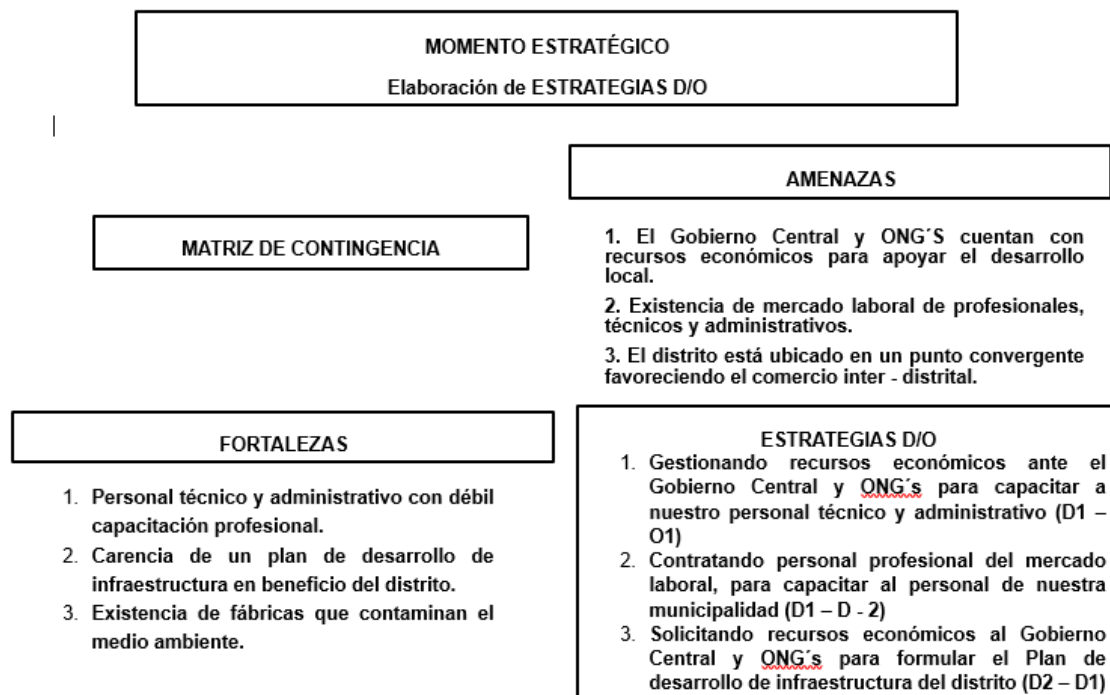 MOMENTO ESTRATÉGICO
Elaboración de ESTRATEGIAS D/O
AMENAZAS
MATRIZ DE CONTINGENCIA
1. El Gobierno Central y ONG´S cuentan con
recursos económicos para apoyar el desarrollo
local.
2. Existencia de mercado laboral de profesionales,
técnicos y administrativos.
3. El distrito está ubicado en un punto convergente
favoreciendo el comercio inter - distrital.
FORTALEZAS
1. Personal técnico y administrativo con débil
capacitación profesional.
2. Carencia de un plan de desarrollo de
infraestructura en beneficio del distrito.
3. Existencia de fábricas que contaminan el
medio ambiente.
ESTRATEGIAS D/O
1. Gestionando recursos económicos ante el
Gobierno Central y ONG´s para capacitar a
nuestro personal técnico y administrativo (D1 –
O1)
2. Contratando personal profesional del mercado
laboral, para capacitar al personal de nuestra
municipalidad (D1 – D - 2)
3. Solicitando recursos económicos al Gobierno
Central y ONG´s para formular el Plan de
desarrollo de infraestructura del distrito (D2 – D1)